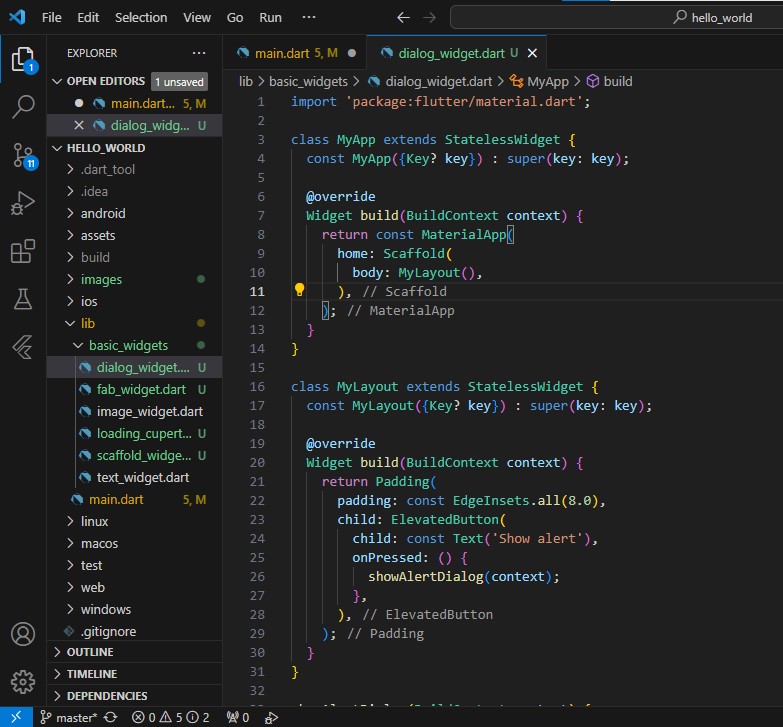 File Edit Selection View Go Run ··· hello_world
EXPLORER ···
OPEN EDITORS 1 unsaved
main.dart... 5, M
dialog_widg... U
HELLO_WORLD
.dart_tool
.idea
android
assets
build
images
ios
lib
basic_widgets
dialog_widget.... U
fab_widget.dart U
image_widget.dart
loading_cupert... U
scaffold_widge... U
text_widget.dart
main.dart 5, M
linux
macos
test
web
windows
.gitignore
OUTLINE
TIMELINE
DEPENDENCIES
1
11
main.dart 5, M dialog_widget.dart U
lib > basic_widgets > dialog_widget.dart > MyApp > build
1 import 'package:flutter/material.dart';
2
3 class MyApp extends StatelessWidget {
4 const MyApp({Key? key}) : super(key: key);
5
6 @override
7 Widget build(BuildContext context) {
8 return const MaterialApp(
9 home: Scaffold(
10 body: MyLayout(),
11 ), // Scaffold
12 ); // MaterialApp
13 }
14 }
15
16 class MyLayout extends StatelessWidget {
17 const MyLayout({Key? key}) : super(key: key);
18
19 @override
20 Widget build(BuildContext context) {
21 return Padding(
22 padding: const EdgeInsets.all(8.0),
23 child: ElevatedButton(
24 child: const Text('Show alert'),
25 onPressed: () {
26 showAlertDialog(context);
27 },
28 ), // ElevatedButton
29 ); // Padding
30 }
31 }
32
master* 0 5 2 0